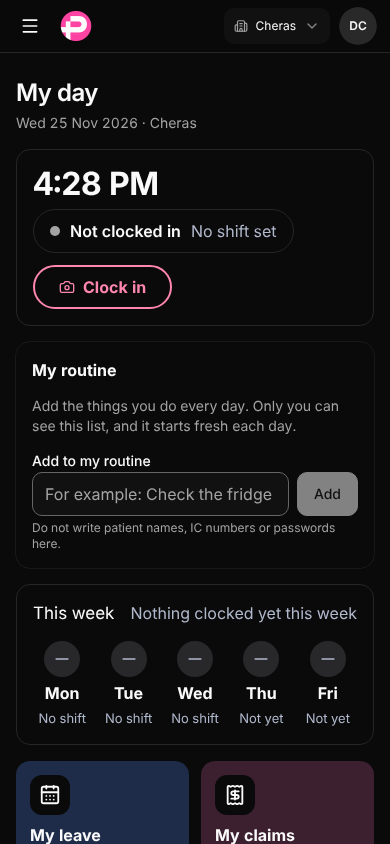 Cheras
DC
My day
Wed 25 Nov 2026 · Cheras
4:28 PM
Not clocked in No shift set
Clock in
My routine
Add the things you do every day. Only you can
see this list, and it starts fresh each day.
Add to my routine
For example: Check the fridge
Add
Do not write patient names, IC numbers or passwords
here.
This week Nothing clocked yet this week
Mon Tue Wed Thu Fri
No shift No shift No shift Not yet Not yet
My leave My claims